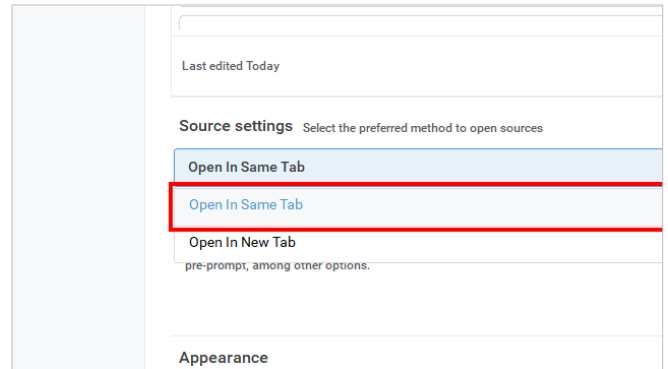 Last edited Today
Source settings Select the preferred method to open sources
Open In Same Tab
Open In Same Tab
Open In New Tab
pre-prompt, among other options.
Appearance